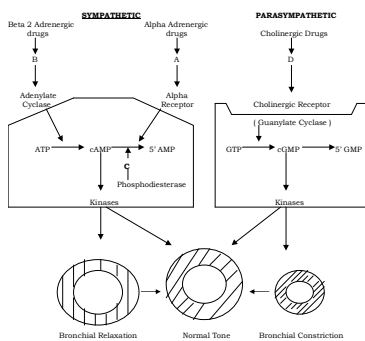 SYMPATHETIC
PARASYMPATHETIC
Beta 2 Adrenergic
drugs
Alpha Adrenergic
drugs
Cholinergic Drugs
B
A
D
Adenylate
Cyclase
Alpha
Receptor
Cholinergic Receptor
( Guanylate Cyclase )
ATP
cAMP
5' AMP
GTP
cGMP
5' GMP
C
Phosphodiesterase
Kinases
Kinases
Bronchial Relaxation
Normal Tone
Bronchial Constriction